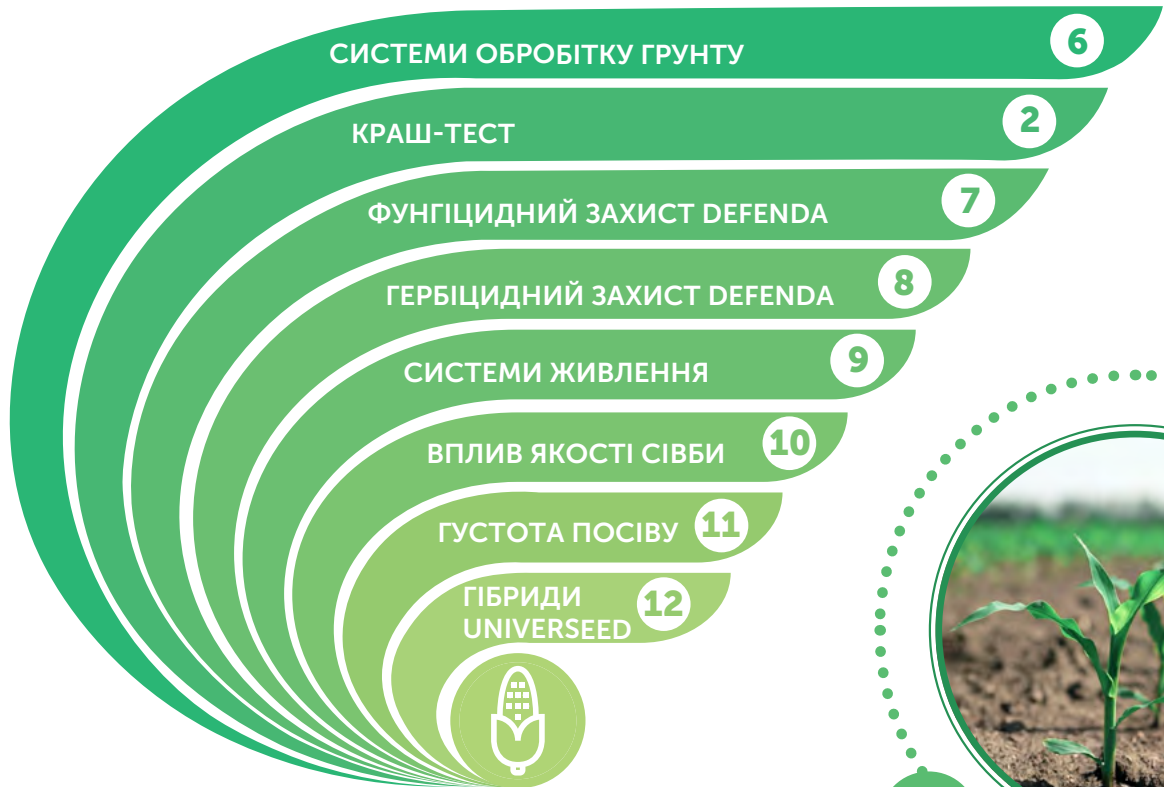 СИСТЕМИ ОБРОБІТКУ ГРУНТУ 6
КРАШ-ТЕСТ 2
ФУНГІЦИДНИЙ ЗАХИСТ DEFENDA 7
ГЕРБІЦИДНИЙ ЗАХИСТ DEFENDA 8
СИСТЕМИ ЖИВЛЕННЯ 9
ВПЛИВ ЯКОСТІ СІВБИ 10
ГУСТОТА ПОСІВУ 11
ГІБРИДИ
UNIVERSEED 12